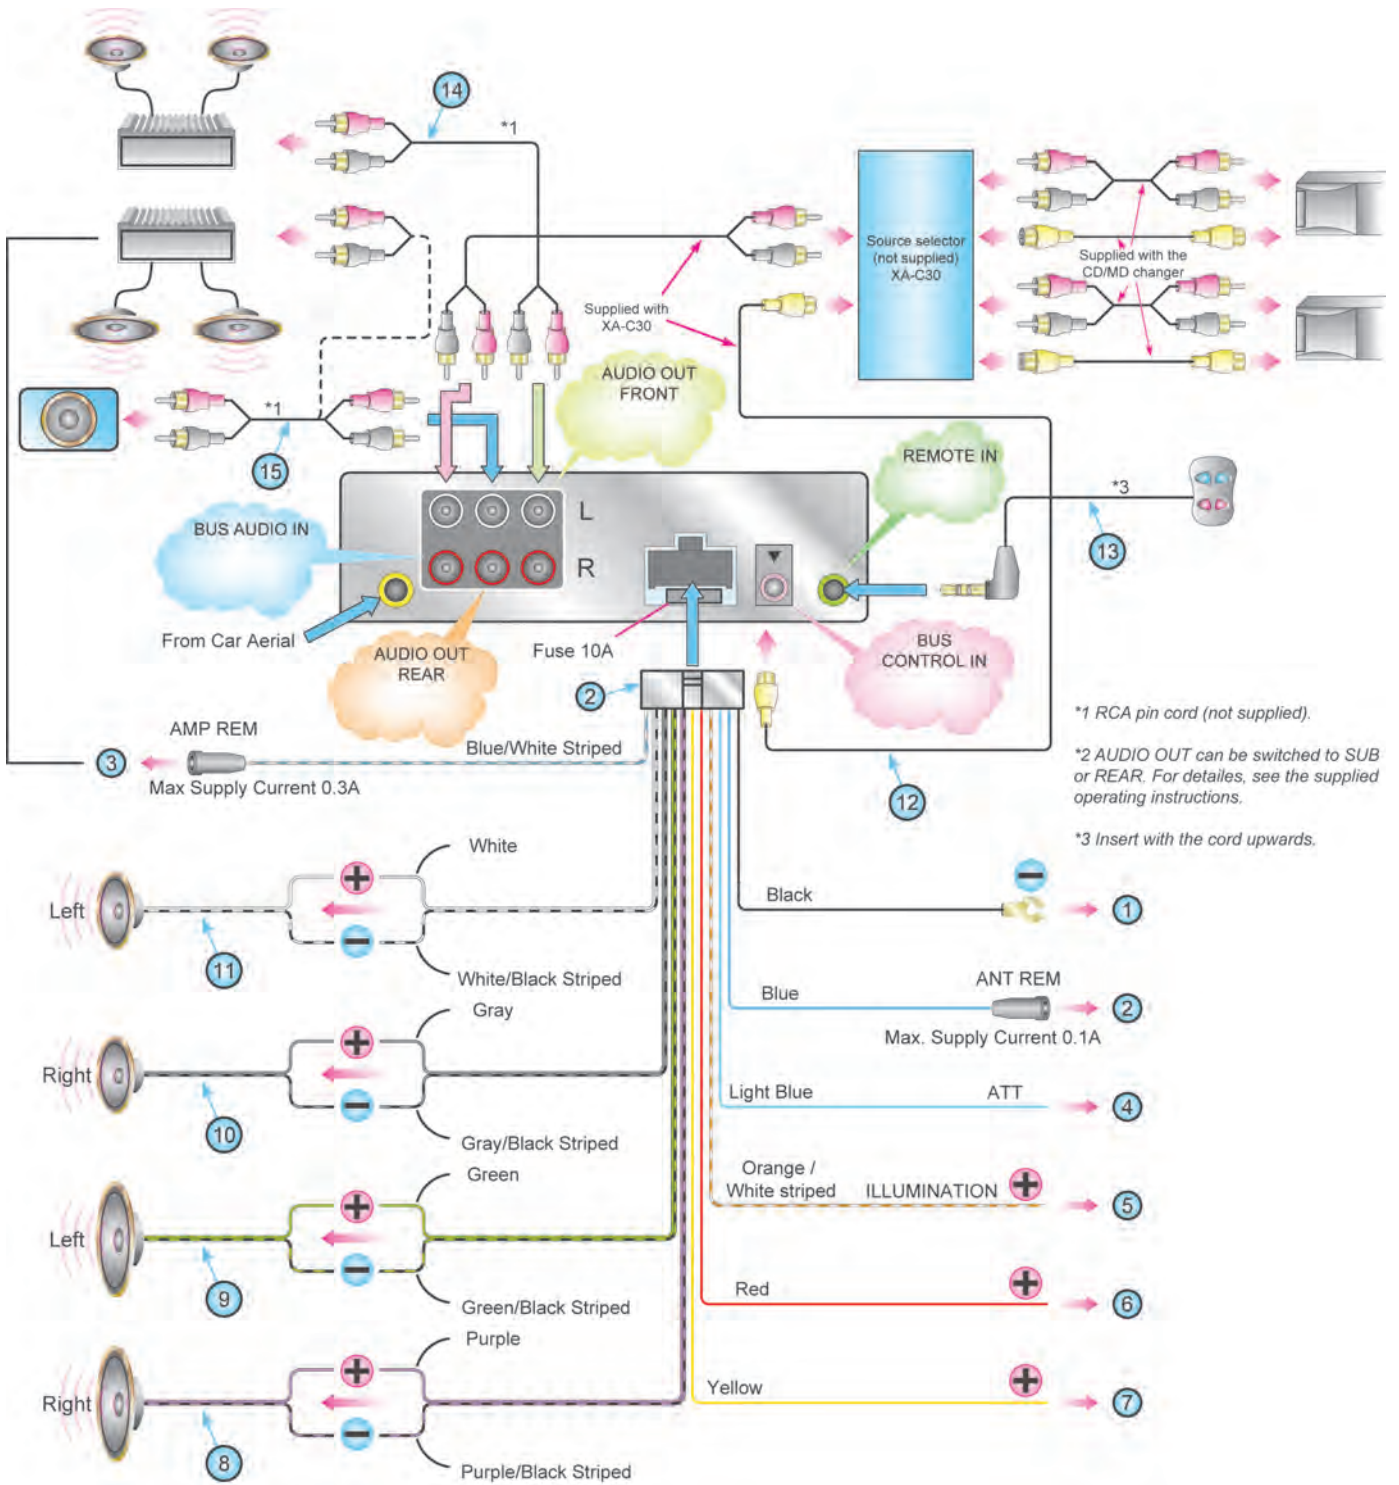 14
*1
Source selector
(not supplied)
XA-C30
Supplied with the
CD/MD changer
Supplied with
XA-C30
AUDIO OUT
FRONT
*1
15
REMOTE IN
*3
13
BUS AUDIO IN
L
R
From Car Aerial
AUDIO OUT
REAR
Fuse 10A
BUS
CONTROL IN
2
AMP REM
Blue/White Striped
3
Max Supply Current 0.3A
12
*1 RCA pin cord (not supplied).
*2 AUDIO OUT can be switched to SUB
or REAR. For detailes, see the supplied
operating instructions.
*3 Insert with the cord upwards.
White
Left
11
White/Black Striped
Black
1
Gray
Right
10
Gray/Black Striped
Blue
ANT REM
2
Max. Supply Current 0.1A
Light Blue
ATT
4
Green
Left
9
Green/Black Striped
Orange /
White striped
ILLUMINATION
5
Red
6
Purple
Right
8
Purple/Black Striped
Yellow
7